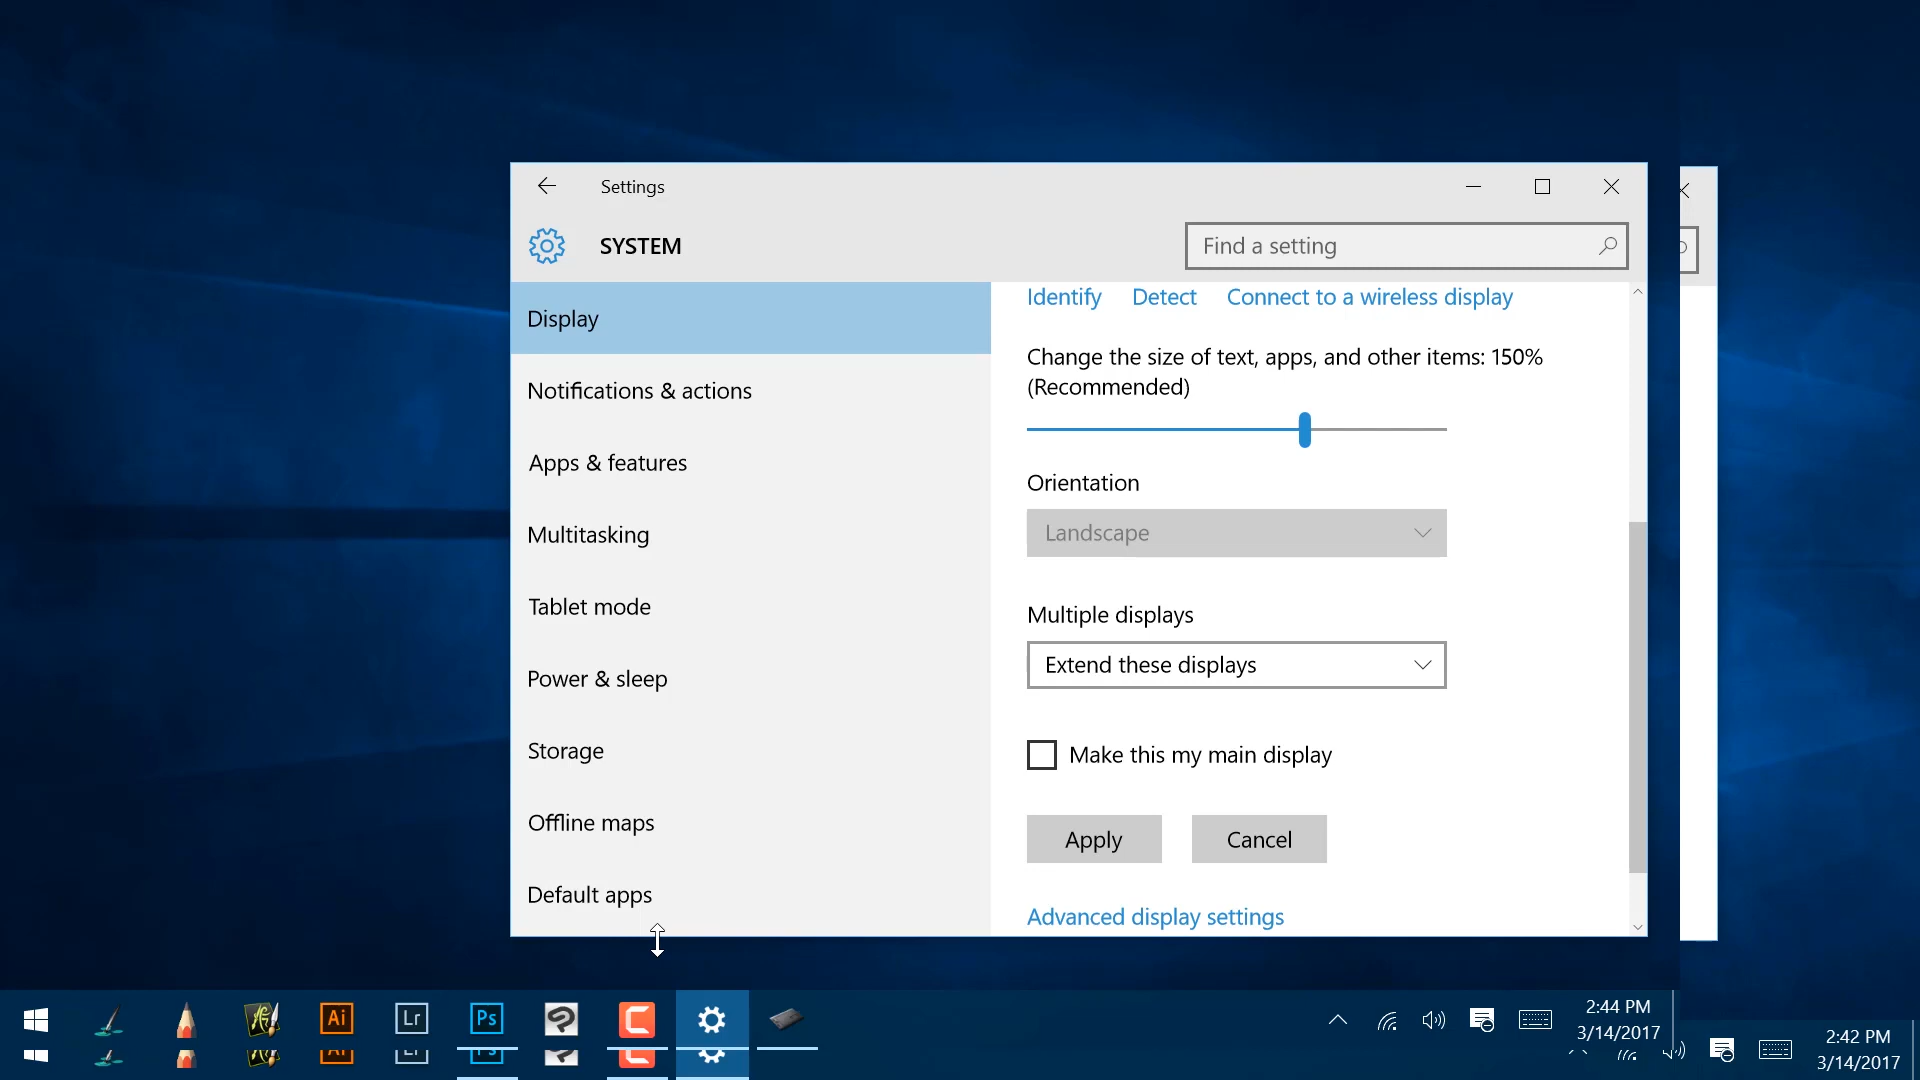 Settings
SYSTEM
Find a setting
Display
Notifications & actions
Apps & features
Multitasking
Tablet mode
Power & sleep
Storage
Offline maps
Default apps
Identify Detect Connect to a wireless display
Change the size of text, apps, and other items: 150%
(Recommended)
Orientation
Landscape
Multiple displays
Extend these displays
Make this my main display
Apply Cancel
Advanced display settings
Ai Lr Ps
2:44 PM
3/14/2017
2:42 PM
3/14/2017